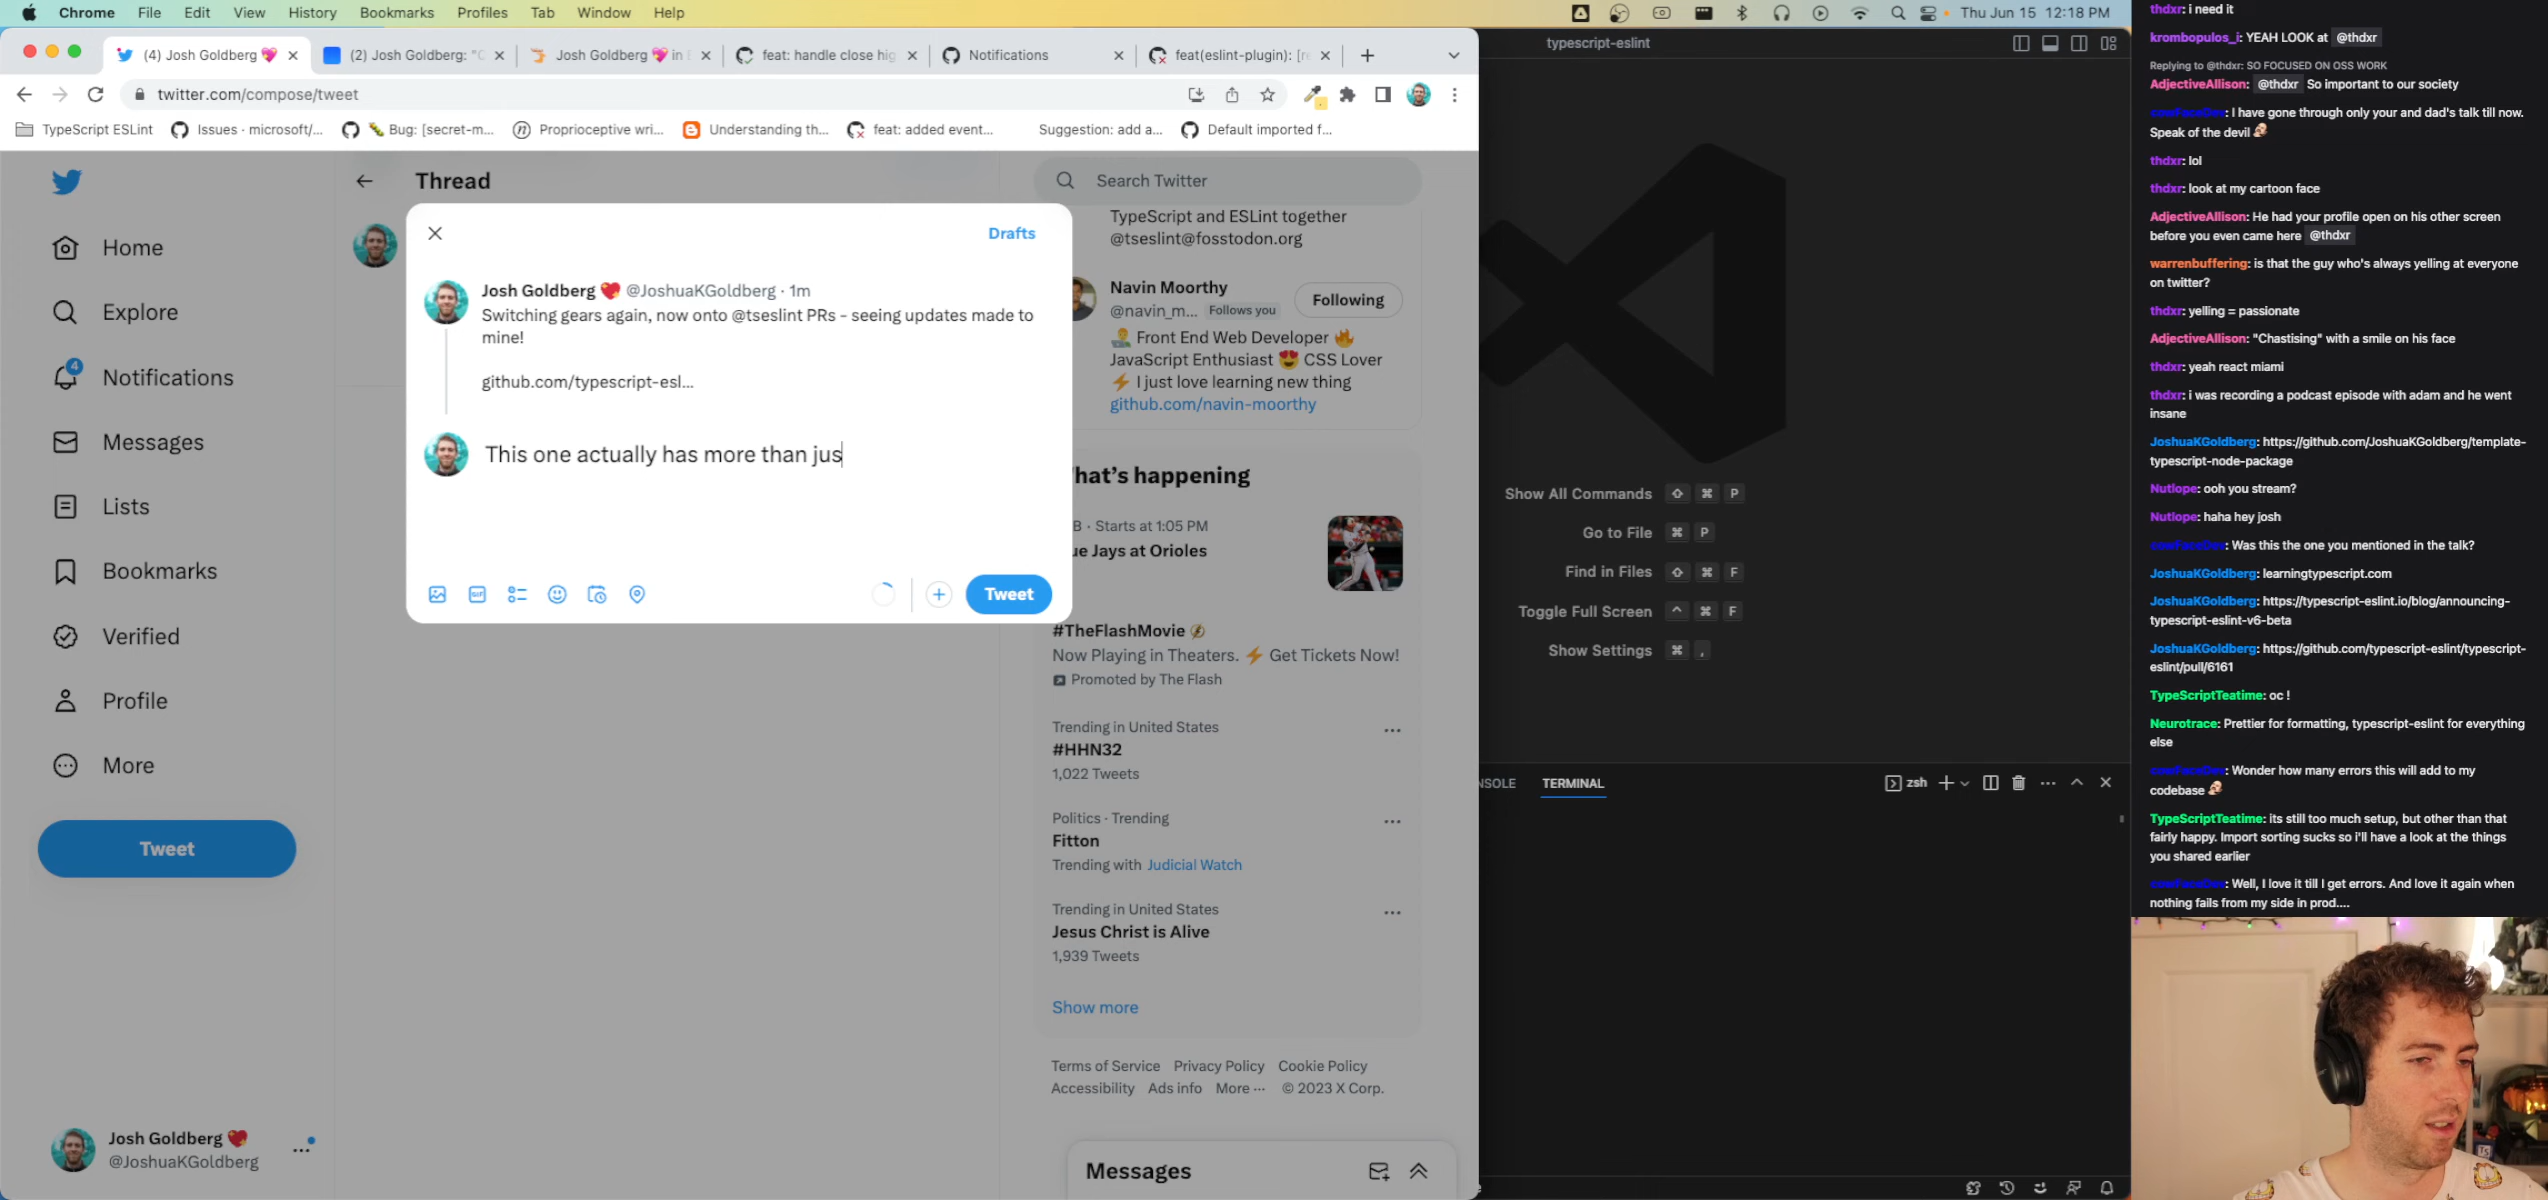 Chrome File Edit View History Bookmarks Profiles Tab Window Help
Thu Jun 15 12:18 PM
(4) Josh Goldberg 💖
(2) Josh Goldberg: "C
Josh Goldberg 💖 in
feat: handle close hig
Notifications
feat(eslint-plugin): [re
typescript-eslint
twitter.com/compose/tweet
TypeScript ESLint
Issues · microsoft/...
🐛 Bug: [secret-m...
Proprioceptive wri...
Understanding th...
feat: added event...
Suggestion: add a...
Default imported f...
Home
Explore
4
Notifications
Messages
Lists
Bookmarks
Verified
Profile
More
Tweet
Josh Goldberg 💖
@JoshuaKGoldberg
Thread
Drafts
Josh Goldberg 💖 @JoshuaKGoldberg · 1m
Switching gears again, now onto @tseslint PRs - seeing updates made to
mine!
github.com/typescript-esl...
This one actually has more than jus
GIF
Tweet
Search Twitter
TypeScript and ESLint together
@tseslint@fosstodon.org
Navin Moorthy
@navin_m... Follows you
Following
👨‍💻 Front End Web Developer 🔥
JavaScript Enthusiast 😍 CSS Lover
⚡ I just love learning new thing
github.com/navin-moorthy
hat's happening
B · Starts at 1:05 PM
ue Jays at Orioles
#TheFlashMovie
Now Playing in Theaters. ⚡ Get Tickets Now!
Promoted by The Flash
Trending in United States
#HHN32
1,022 Tweets
Politics · Trending
Fitton
Trending with Judicial Watch
Trending in United States
Jesus Christ is Alive
1,939 Tweets
Show more
Terms of Service Privacy Policy Cookie Policy
Accessibility Ads info More ··· © 2023 X Corp.
Messages
Show All Commands ⇧ ⌘ P
Go to File ⌘ P
Find in Files ⇧ ⌘ F
Toggle Full Screen ^ ⌘ F
Show Settings ⌘ ,
NSOLE TERMINAL
zsh
thdxr: i need it
krombopulos_i: YEAH LOOK at @thdxr
Replying to @thdxr: SO FOCUSED ON OSS WORK
AdjectiveAllison: @thdxr So important to our society
: I have gone through only your and dad's talk till now.
Speak of the devil
thdxr: lol
thdxr: look at my cartoon face
AdjectiveAllison: He had your profile open on his other screen
before you even came here @thdxr
warrenbuffering: is that the guy who's always yelling at everyone
on twitter?
thdxr: yelling = passionate
AdjectiveAllison: "Chastising" with a smile on his face
thdxr: yeah react miami
thdxr: i was recording a podcast episode with adam and he went
insane
JoshuaKGoldberg: https://github.com/JoshuaKGoldberg/template-
typescript-node-package
Nutlope: ooh you stream?
Nutlope: haha hey josh
: Was this the one you mentioned in the talk?
JoshuaKGoldberg: learningtypescript.com
JoshuaKGoldberg: https://typescript-eslint.io/blog/announcing-
typescript-eslint-v6-beta
JoshuaKGoldberg: https://github.com/typescript-eslint/typescript-
eslint/pull/6161
TypeScriptTeatime: oc !
Neurotrace: Prettier for formatting, typescript-eslint for everything
else
: Wonder how many errors this will add to my
codebase
TypeScriptTeatime: its still too much setup, but other than that
fairly happy. Import sorting sucks so i'll have a look at the things
you shared earlier
: Well, I love it till I get errors. And love it again when
nothing fails from my side in prod....